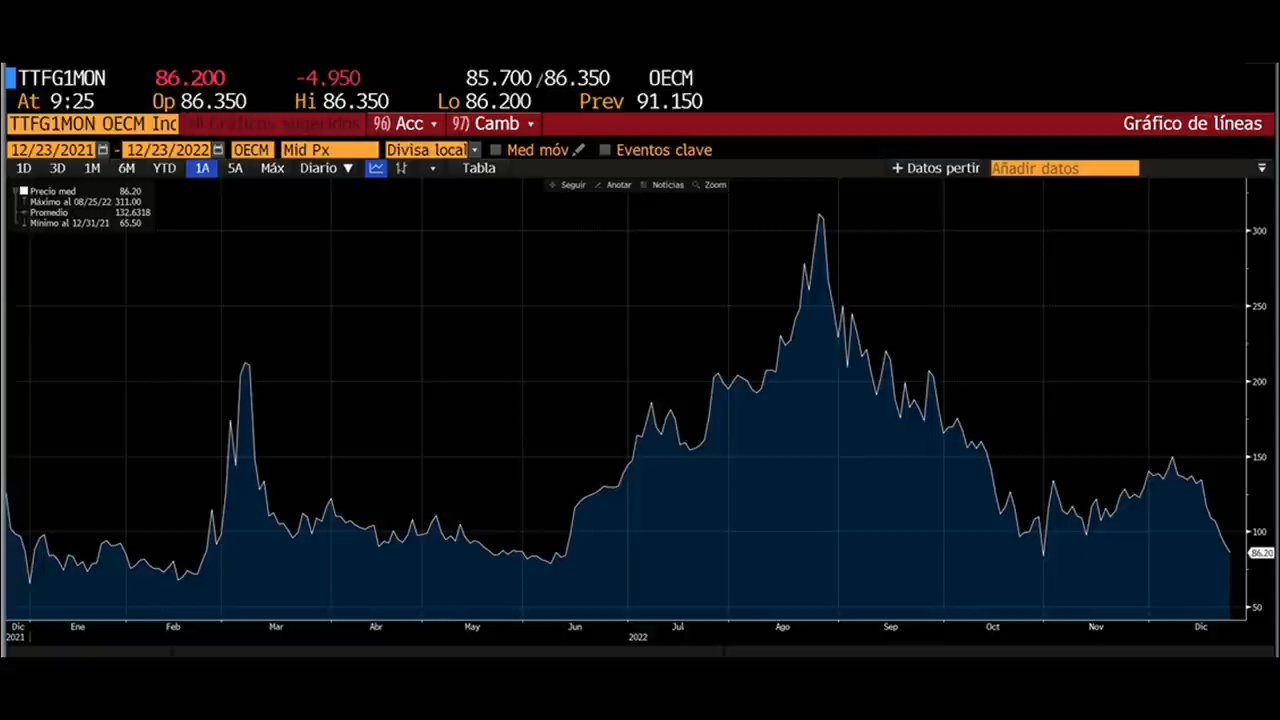 TTFG1MON 86.200 -4.950 85.700/86.350 OECM
At 9:25 Op 86.350 Hi 86.350 Lo 86.200 Prev 91.150
TTFG1MON OECM Inc Gráficos sugeridos 96) Acc 97) Camb Gráfico de líneas
12/23/2021 - 12/23/2022 OECM Mid Px Divisa local Med móv Eventos clave
1D 3D 1M 6M YTD 1A 5A Máx Diario Tabla + Datos pertir Añadir datos
Seguir Anotar Noticias Zoom
Precio med 86.20
Máximo al 08/25/22 311.00
Promedio 132.6318
Mínimo al 12/31/21 65.50
300
250
200
150
100
86.20
50
Dic Ene Feb Mar Abr May Jun Jul Ago Sep Oct Nov Dic
2021 2022